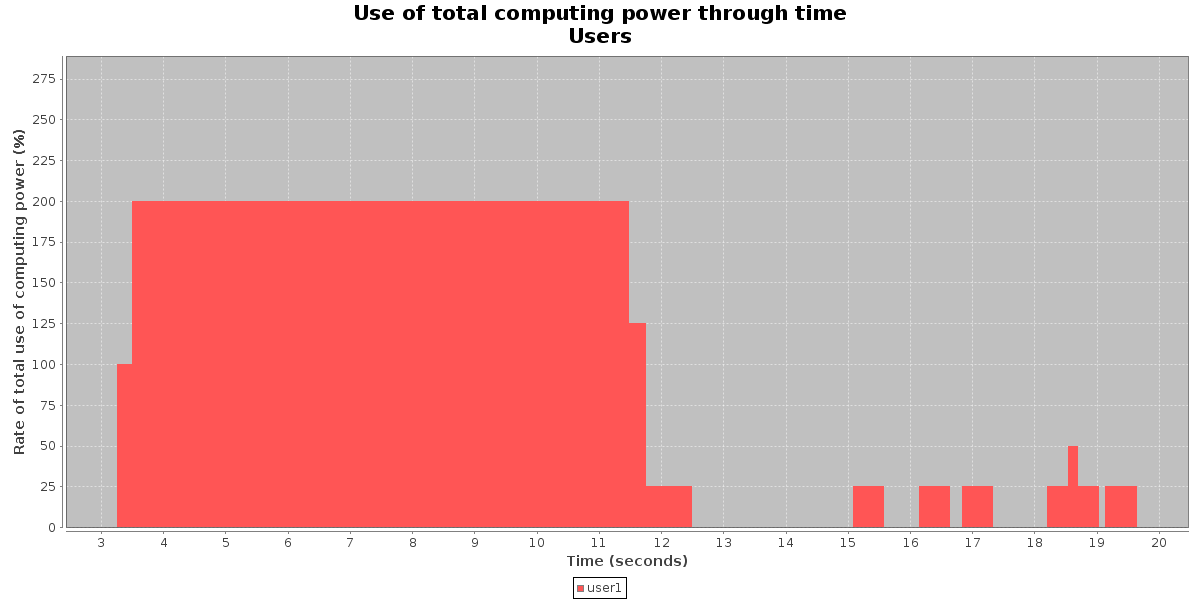 Use of total computing power through time
Users
Rate of total use of computing power (%)
275
250
225
200
175
150
125
100
75
50
25
0
3 4 5 6 7 8 9 10 11 12 13 14 15 16 17 18 19 20
Time (seconds)
user1